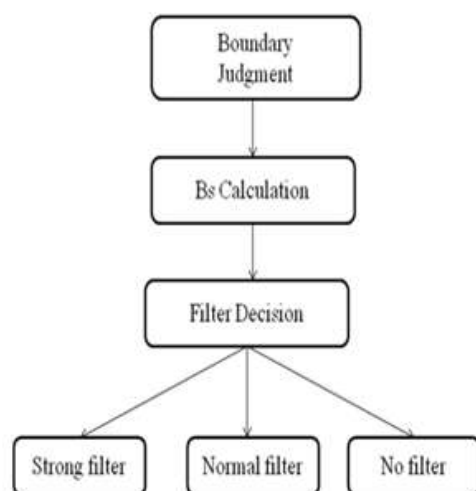 Boundary
Judgment
Bs Calculation
Filter Decision
Strong filter
Normal filter
No filter